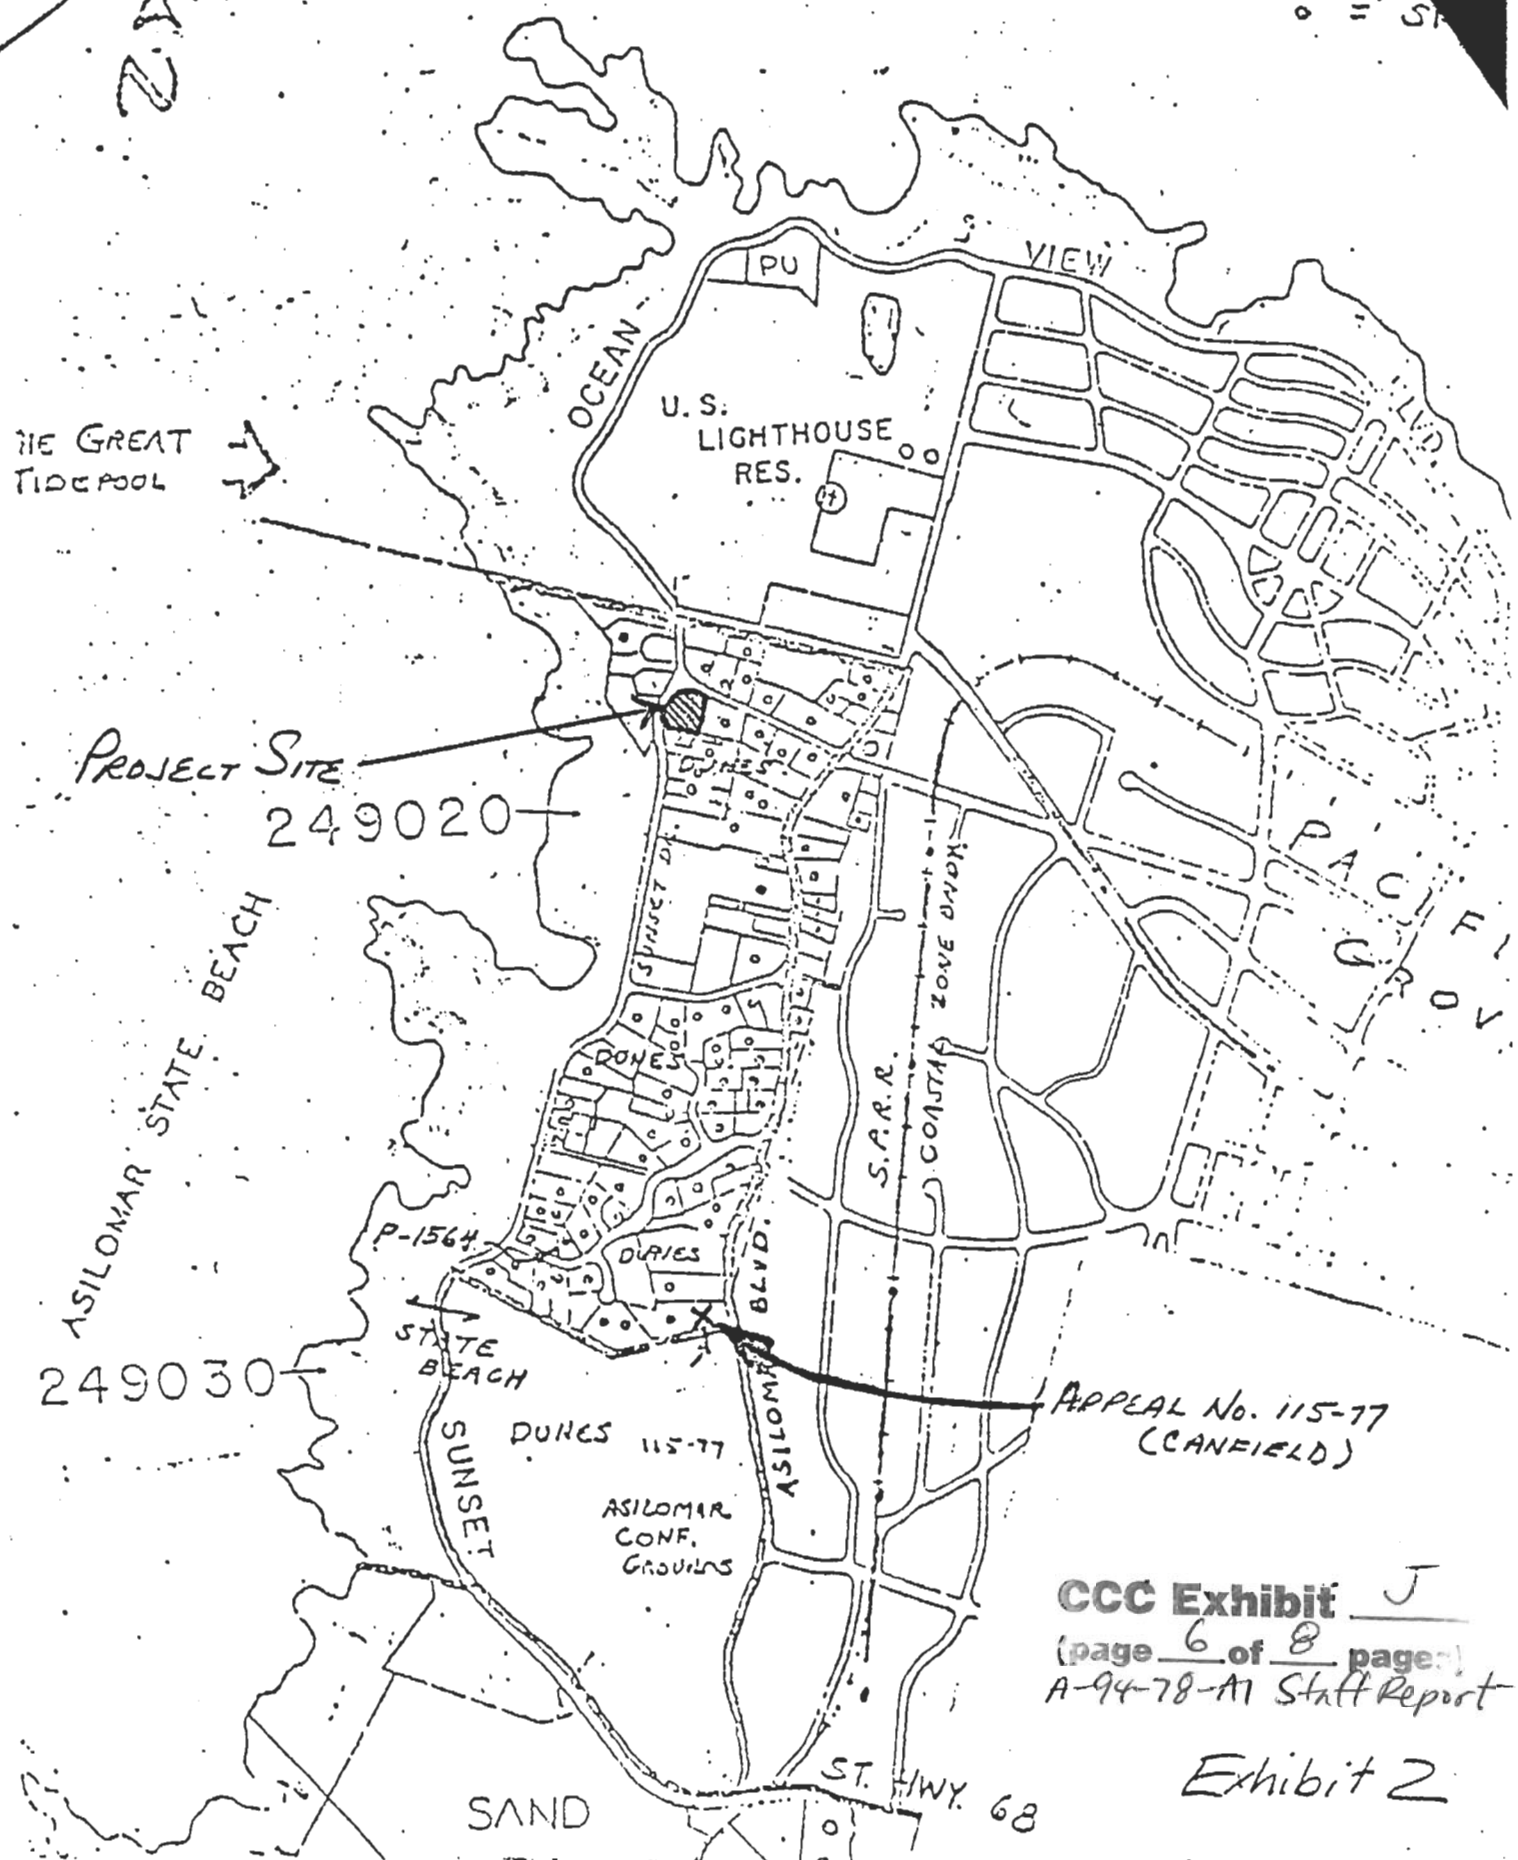 N
o = S
VIEW
PU
OCEAN
U. S.
LIGHTHOUSE
RES.
BLVD
HE GREAT
TIDEPOOL
PROJECT SITE
249020
DUNES
SUNSET DR
PACIFI
GROV
COASTAL ZONE BNDRY
S.P.R.R.
ASILOMAR STATE BEACH
DUNES
P-1564
DUNES
STATE
BEACH
249030
ASILOMAR BLVD.
APPEAL No. 115-77
(CANFIELD)
SUNSET
DUNES 115-77
ASILOMAR
CONF.
GROUNDS
CCC Exhibit J
(page 6 of 8 pages)
A-94-78-A1 Staff Report
Exhibit 2
ST. HWY. 68
SAND